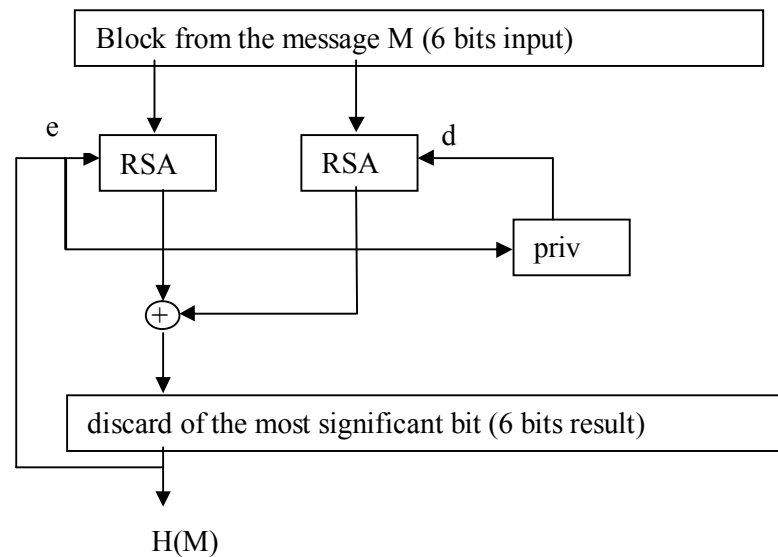 Block from the message M (6 bits input)
e
d
RSA
RSA
priv
+
discard of the most significant bit (6 bits result)
H(M)